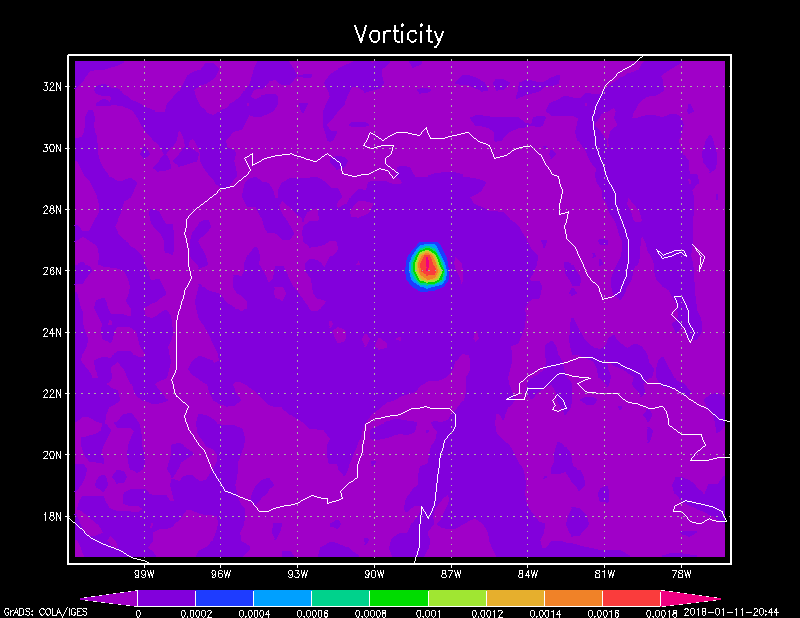 Vorticity
32N
30N
28N
26N
24N
22N
20N
18N
99W 96W 93W 90W 87W 84W 81W 78W
0 0.0002 0.0004 0.0006 0.0008 0.001 0.0012 0.0014 0.0016 0.0018
GrADS: COLA/IGES 2018-01-11-20:44